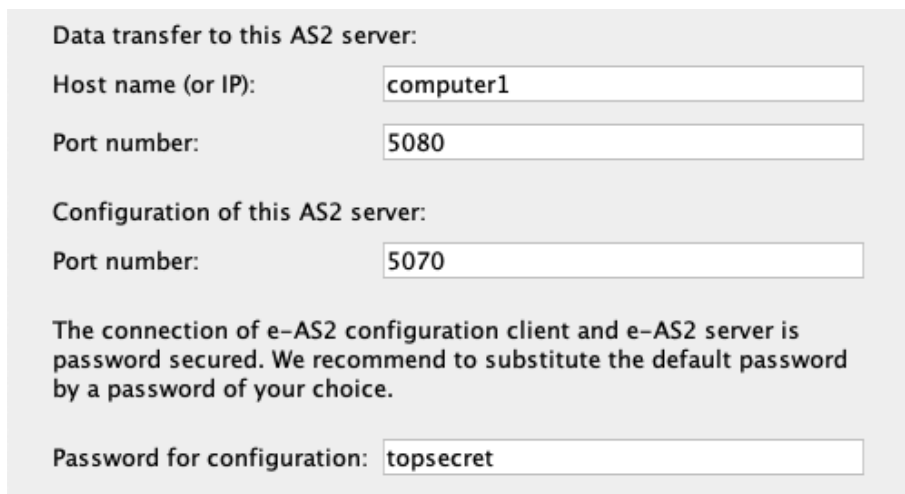 Data transfer to this AS2 server:
Host name (or IP): computer1
Port number: 5080
Configuration of this AS2 server:
Port number: 5070
The connection of e-AS2 configuration client and e-AS2 server is
password secured. We recommend to substitute the default password
by a password of your choice.
Password for configuration: topsecret